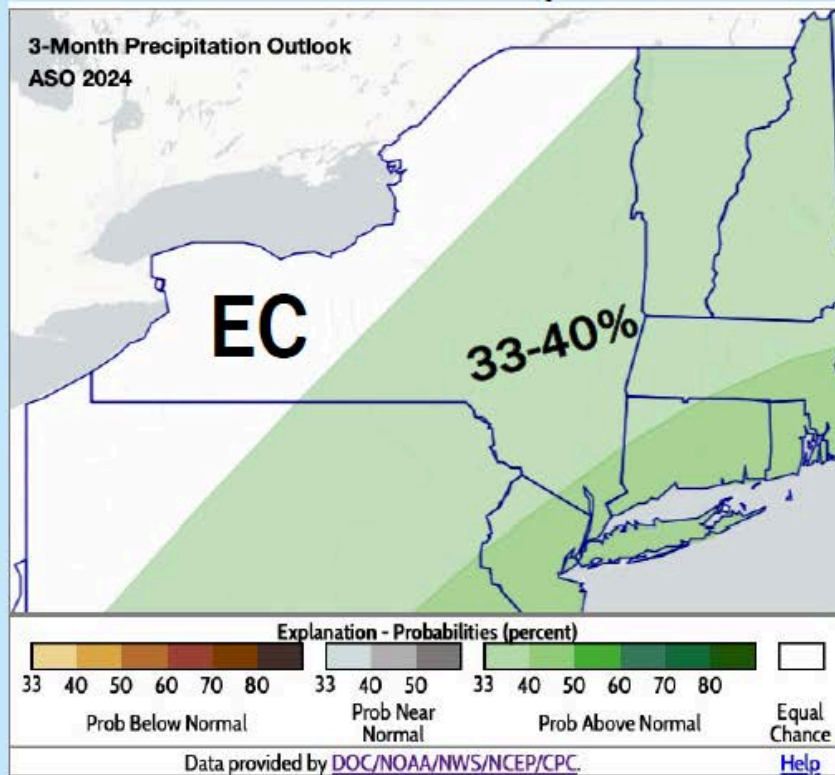 3-Month Precipitation Outlook
ASO 2024
EC
33-40%
Explanation - Probabilities (percent)
33 40 50 60 70 80 33 40 50 33 40 50 60 70 80
Prob Below Normal
Prob Near Normal
Prob Above Normal
Equal Chance
Data provided by DOC/NOAA/NWS/NCEP/CPC. Help